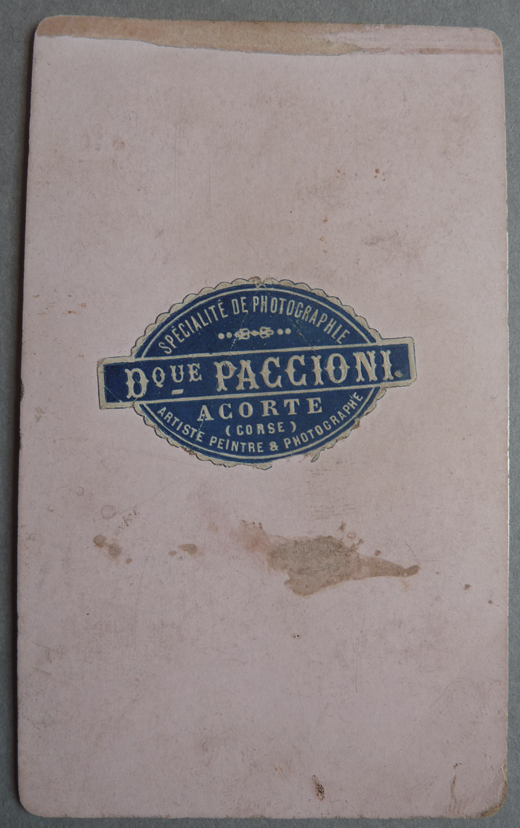 SPÉCIALITÉ DE PHOTOGRAPHIE
DQUE PACCIONI.
ACORTE
(CORSE)
ARTISTE PEINTRE & PHOTOGRAPHE